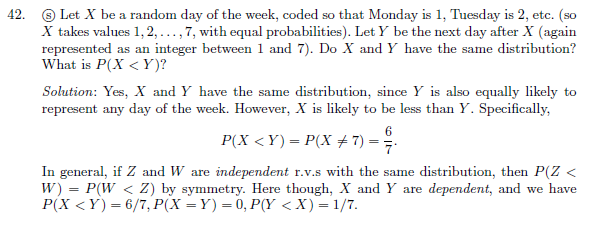 42. Ⓢ Let X be a random day of the week, coded so that Monday is 1, Tuesday is 2, etc. (so
X takes values 1, 2, . . . , 7, with equal probabilities). Let Y be the next day after X (again
represented as an integer between 1 and 7). Do X and Y have the same distribution?
What is P(X < Y)?
Solution: Yes, X and Y have the same distribution, since Y is also equally likely to
represent any day of the week. However, X is likely to be less than Y. Specifically,
P(X < Y) = P(X ≠ 7) = 6/7.
In general, if Z and W are independent r.v.s with the same distribution, then P(Z <
W) = P(W < Z) by symmetry. Here though, X and Y are dependent, and we have
P(X < Y) = 6/7, P(X = Y) = 0, P(Y < X) = 1/7.